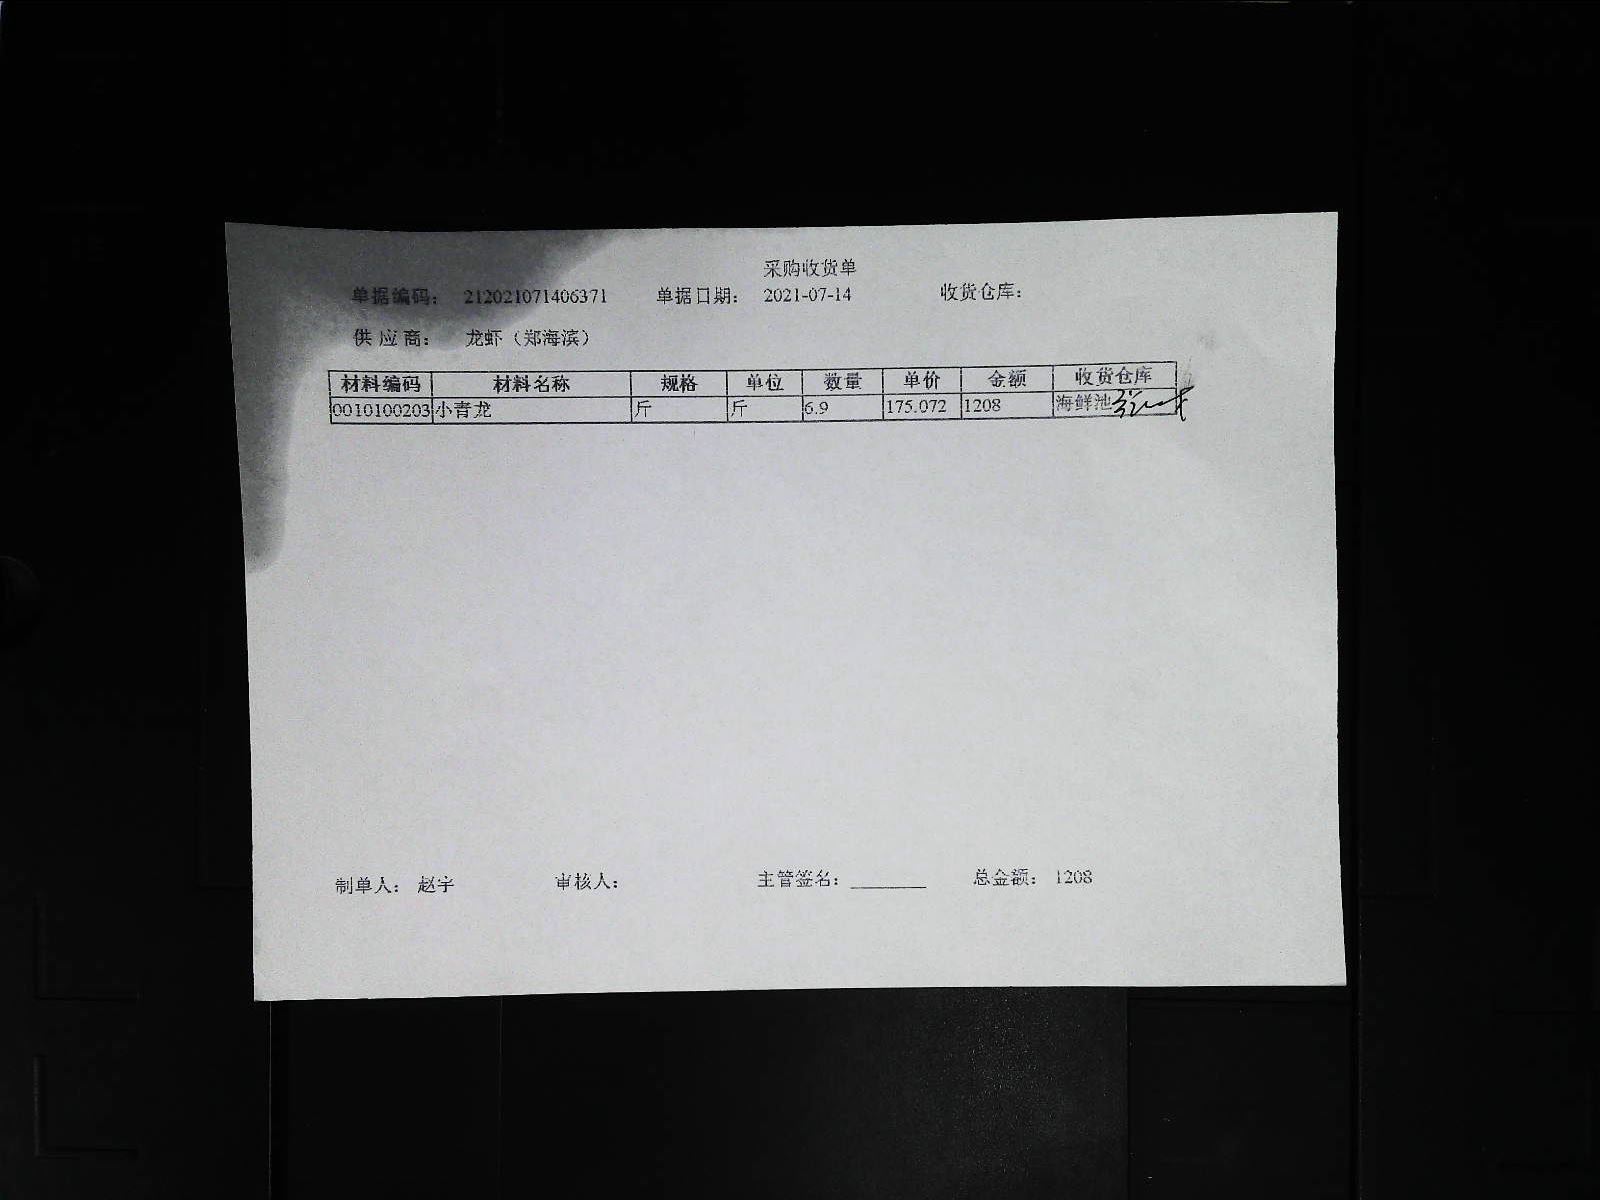 采购收货单
单据编码： 212021071406371 单据日期： 2021-07-14 收货仓库：
供应商： 龙虾（郑海滨）
材料编码 材料名称 规格 单位 数量 单价 金额 收货仓库
0010100203 小青龙 斤 斤 6.9 175.072 1208 海鲜池
制单人： 赵宇 审核人： 主管签名：________ 总金额： 1208